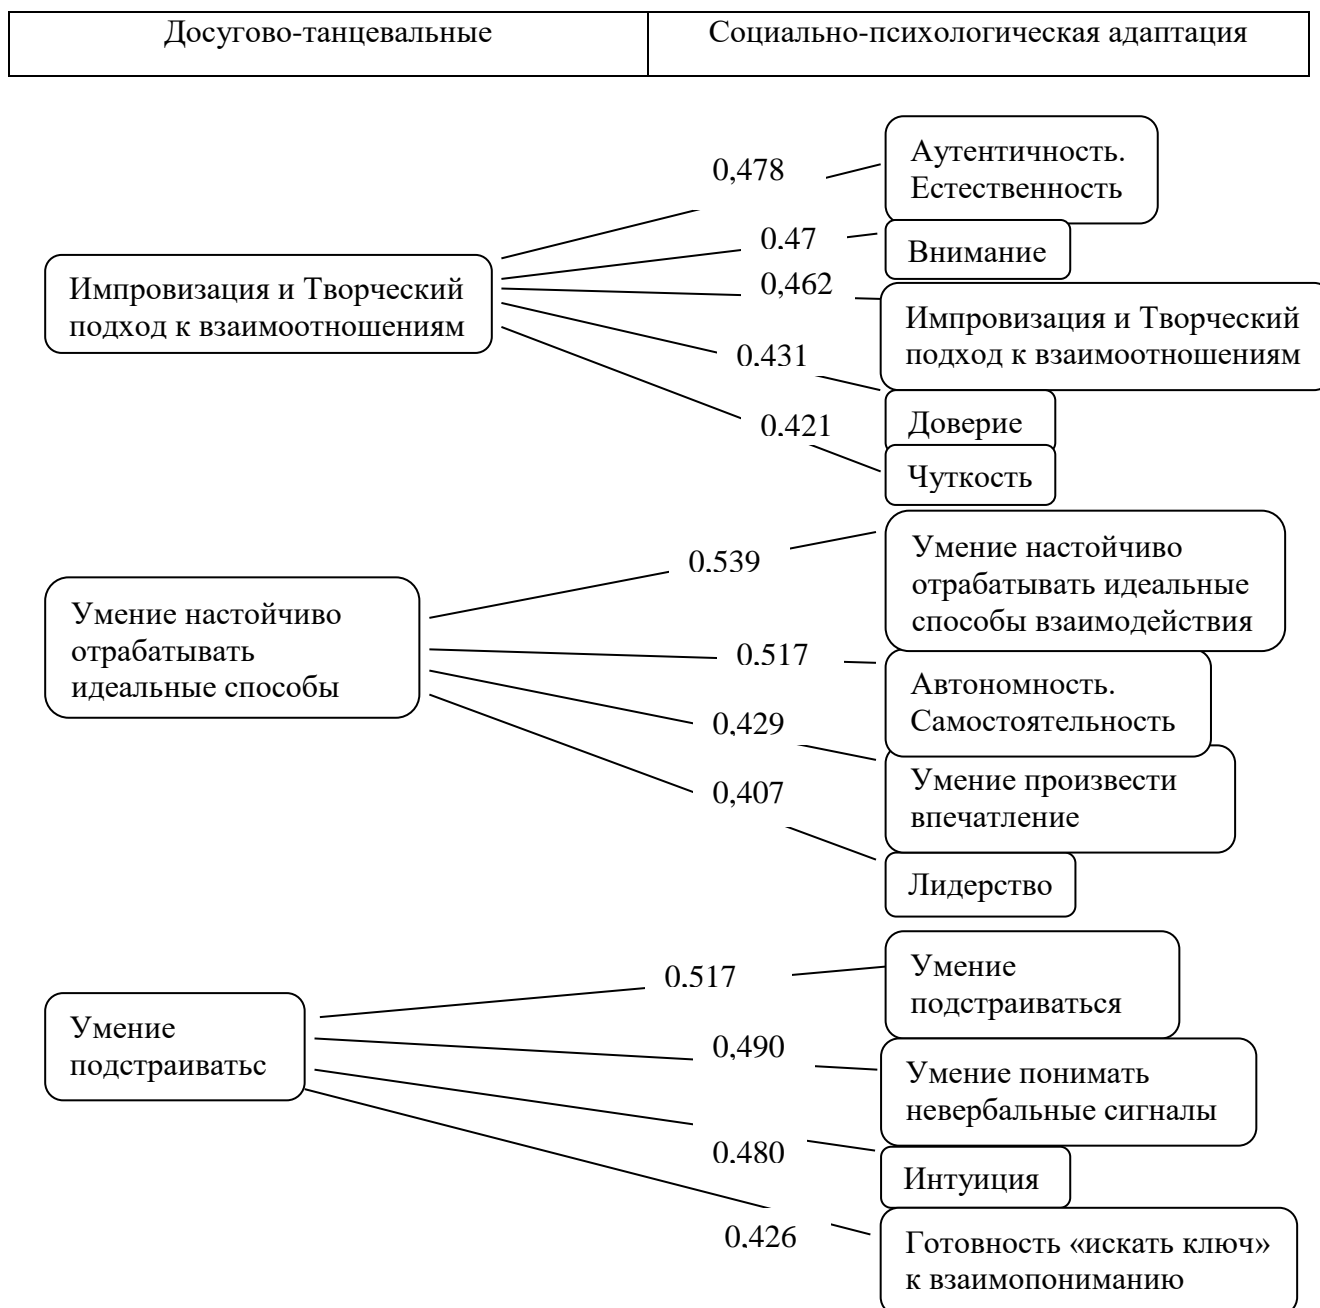 Досугово-танцевальные
Социально-психологическая адаптация
Импровизация и Творческий
подход к взаимоотношениям
0,478
Аутентичность.
Естественность
0,47
Внимание
0,462
Импровизация и Творческий
подход к взаимоотношениям
0,431
Доверие
0,421
Чуткость
Умение настойчиво
отрабатывать
идеальные способы
0,539
Умение настойчиво
отрабатывать идеальные
способы взаимодействия
0,517
Автономность.
Самостоятельность
0,429
Умение произвести
впечатление
0,407
Лидерство
Умение
подстраиватьс
0,517
Умение
подстраиваться
0,490
Умение понимать
невербальные сигналы
0,480
Интуиция
0,426
Готовность «искать ключ»
к взаимопониманию